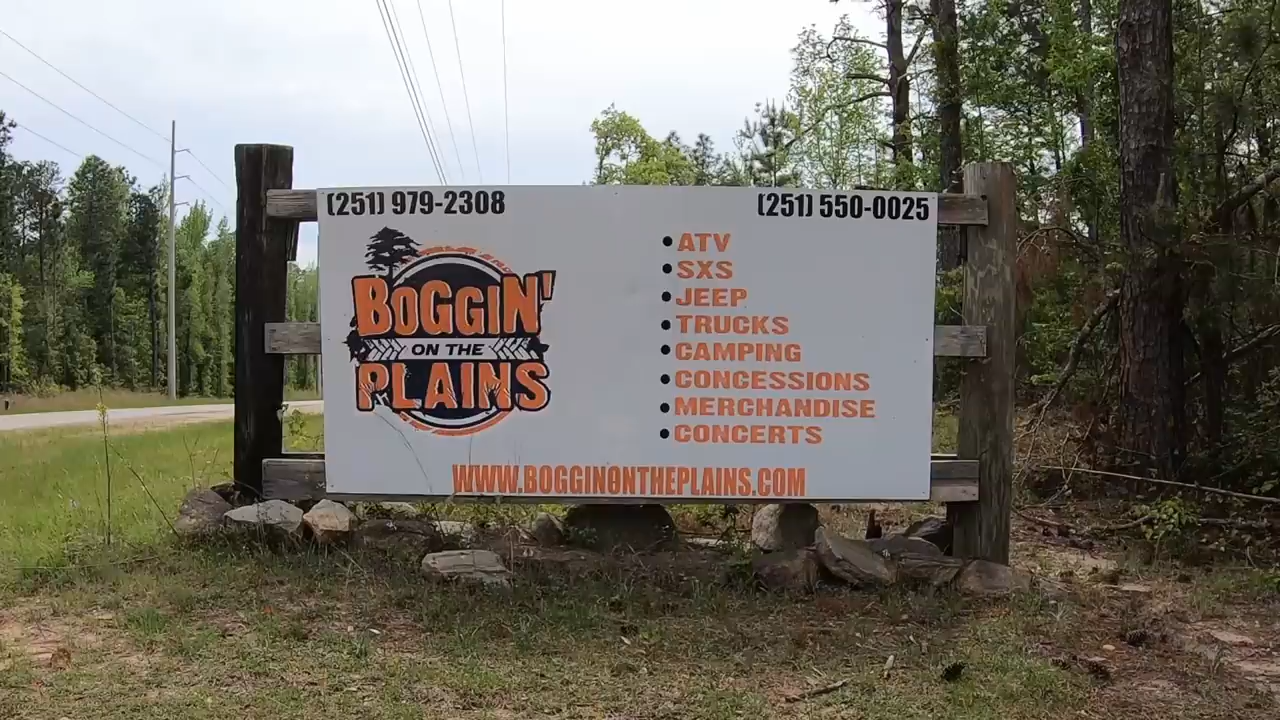 (251) 979-2308
(251) 550-0025
BOGGIN'
ON THE
PLAINS
• ATV
• SXS
• JEEP
• TRUCKS
• CAMPING
• CONCESSIONS
• MERCHANDISE
• CONCERTS
WWW.BOGGINONTHEPLAINS.COM